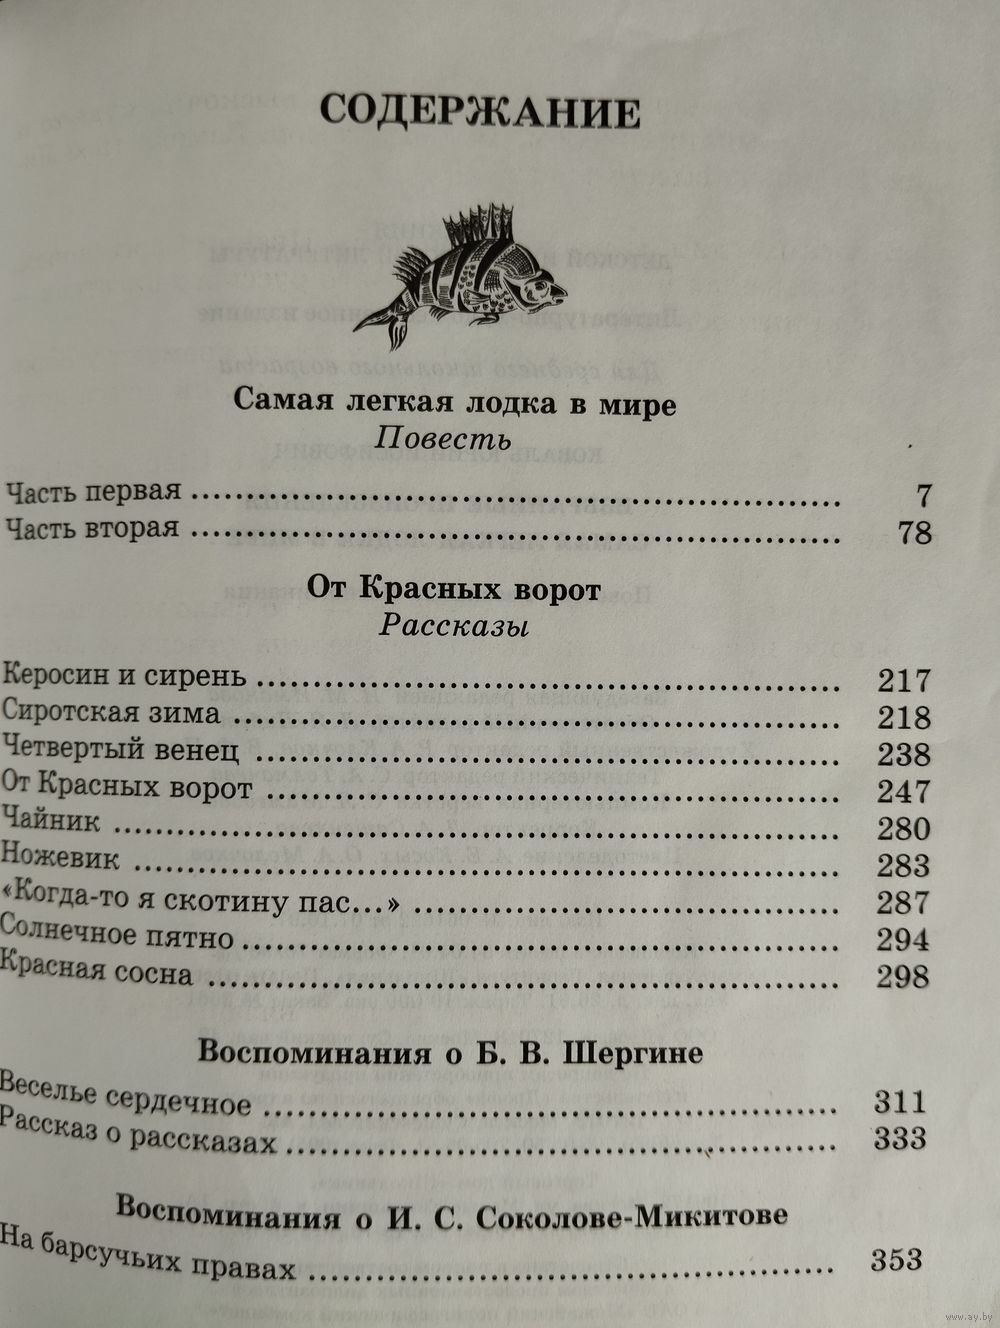 СОДЕРЖАНИЕ
Самая легкая лодка в мире
Повесть
Часть первая ........................................................ 7
Часть вторая ........................................................ 78
От Красных ворот
Рассказы
Керосин и сирень .................................................. 217
Сиротская зима .................................................... 218
Четвертый венец .................................................. 238
От Красных ворот ................................................. 247
Чайник ............................................................... 280
Ножевик ............................................................. 283
«Когда-то я скотину пас...» ..................................... 287
Солнечное пятно ................................................... 294
Красная сосна ...................................................... 298
Воспоминания о Б. В. Шергине
Веселье сердечное ................................................. 311
Рассказ о рассказах ............................................... 333
Воспоминания о И. С. Соколове-Микитове
На барсучьих правах ............................................. 353
www.ay.by